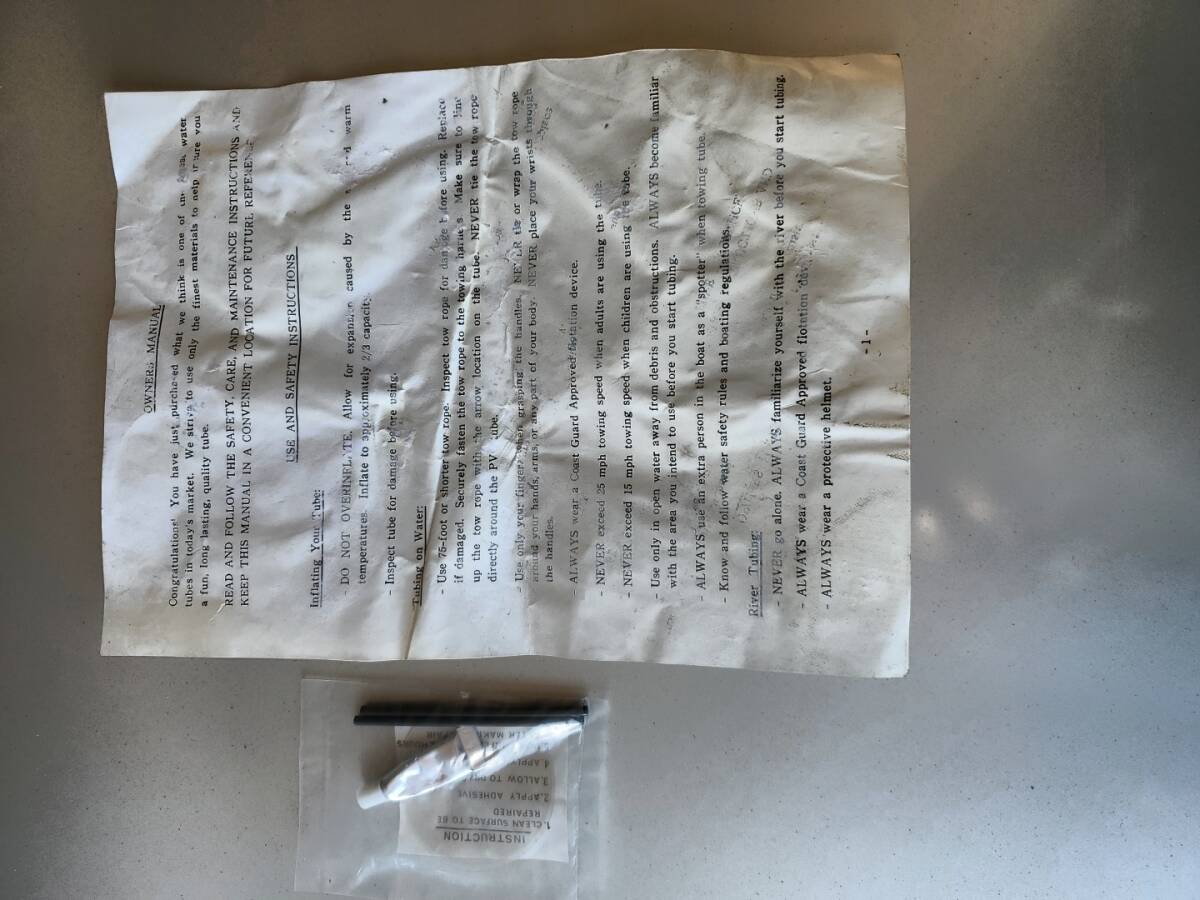 OWNERS MANUAL
Congratulations! You have just purchased what we think is one of the water
tubes in today's market. We strive to use only the finest materials to help insure you
a fun, long lasting, quality tube.
READ AND FOLLOW THE SAFETY, CARE, AND MAINTENANCE INSTRUCTIONS AND
KEEP THIS MANUAL IN A CONVENIENT LOCATION FOR FUTURE REFERENCE
USE AND SAFETY INSTRUCTIONS
Inflating Your Tube:
- DO NOT OVERINFLATE. Allow for expansion caused by the warm
temperatures. Inflate to approximately 2/3 capacity.
- Inspect tube for damage before using.
Tubing on Water:
- Use 75-foot or shorter tow rope. Inspect tow rope for damage before using. Replace
if damaged. Securely fasten the tow rope to the towing harness. Make sure to line
up the tow rope with the arrow location on the tube. NEVER tie the tow rope
directly around the PV tube.
- Use only your fingers when grasping the handles. NEVER tie or wrap the tow rope
around your hands, arms, or any part of your body. NEVER place your wrists through
the handles.
- ALWAYS wear a Coast Guard Approved flotation device.
- NEVER exceed 25 mph towing speed when adults are using the tube.
- NEVER exceed 15 mph towing speed when children are using the tube.
- Use only in open water away from debris and obstructions. ALWAYS become familiar
with the area you intend to use before you start tubing.
- ALWAYS use an extra person in the boat as a "spotter" when towing tube.
- Know and follow water safety rules and boating regulations.
River Tubing:
- NEVER go alone. ALWAYS familiarize yourself with the river before you start tubing.
- ALWAYS wear a Coast Guard Approved flotation device.
- ALWAYS wear a protective helmet.
-1-
INSTRUCTION
1.CLEAN SURFACE TO BE
REPAIRED
2.APPLY ADHESIVE
3.ALLOW TO
4.APPLY
HOURS